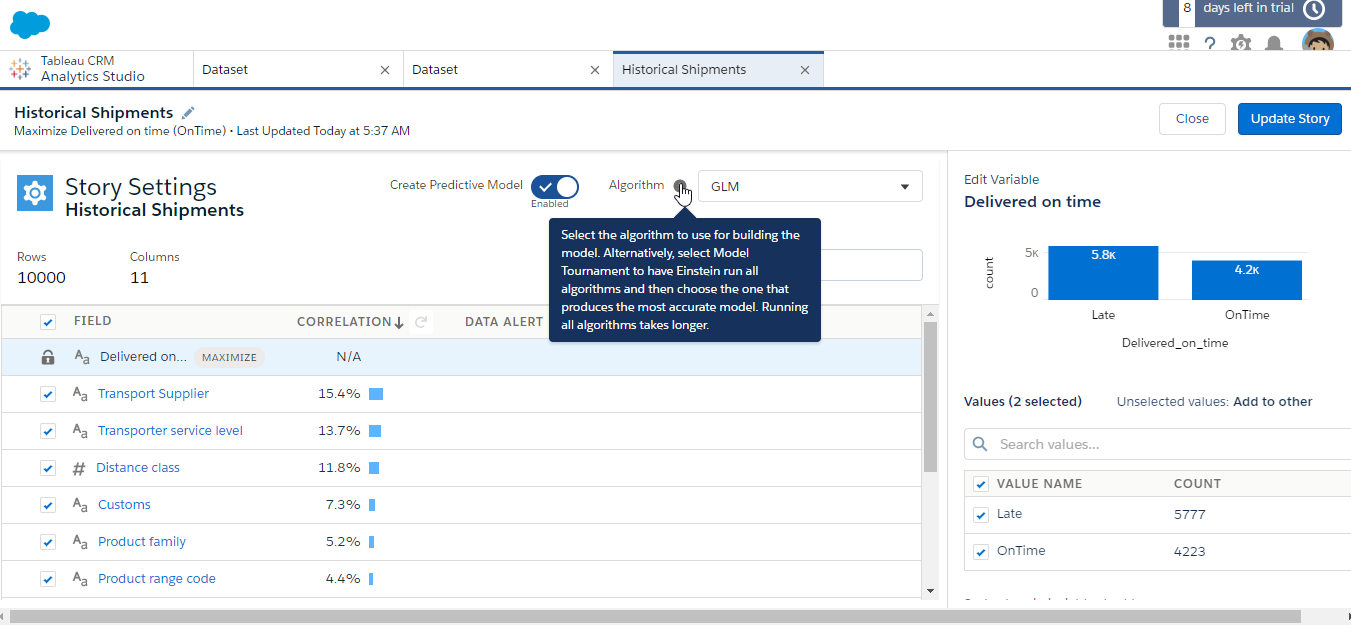 8 days left in trial
?
Tableau CRM
Analytics Studio
Dataset
Dataset
Historical Shipments
Historical Shipments
Maximize Delivered on time (OnTime) • Last Updated Today at 5:37 AM
Close
Update Story
Story Settings
Historical Shipments
Create Predictive Model
Enabled
Algorithm
GLM
Select the algorithm to use for building the
model. Alternatively, select Model
Tournament to have Einstein run all
algorithms and then choose the one that
produces the most accurate model. Running
all algorithms takes longer.
Rows
10000
Columns
11
FIELD
CORRELATION
DATA ALERT
Aa Delivered on... MAXIMIZE N/A
Aa Transport Supplier 15.4%
Aa Transporter service level 13.7%
# Distance class 11.8%
Aa Customs 7.3%
Aa Product family 5.2%
Aa Product range code 4.4%
Edit Variable
Delivered on time
count
5K
0
5.8K
4.2K
Late
OnTime
Delivered_on_time
Values (2 selected)
Unselected values: Add to other
Search values...
VALUE NAME COUNT
Late 5777
OnTime 4223